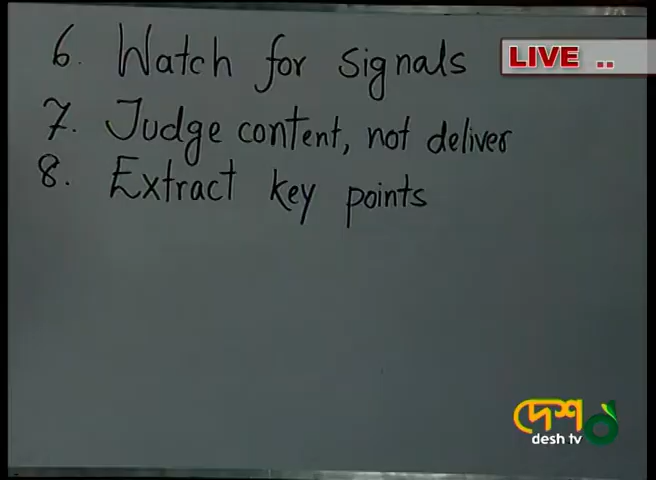 6. Watch for signals
LIVE ..
7. Judge content, not deliver
8. Extract key points
দেশ
desh tv